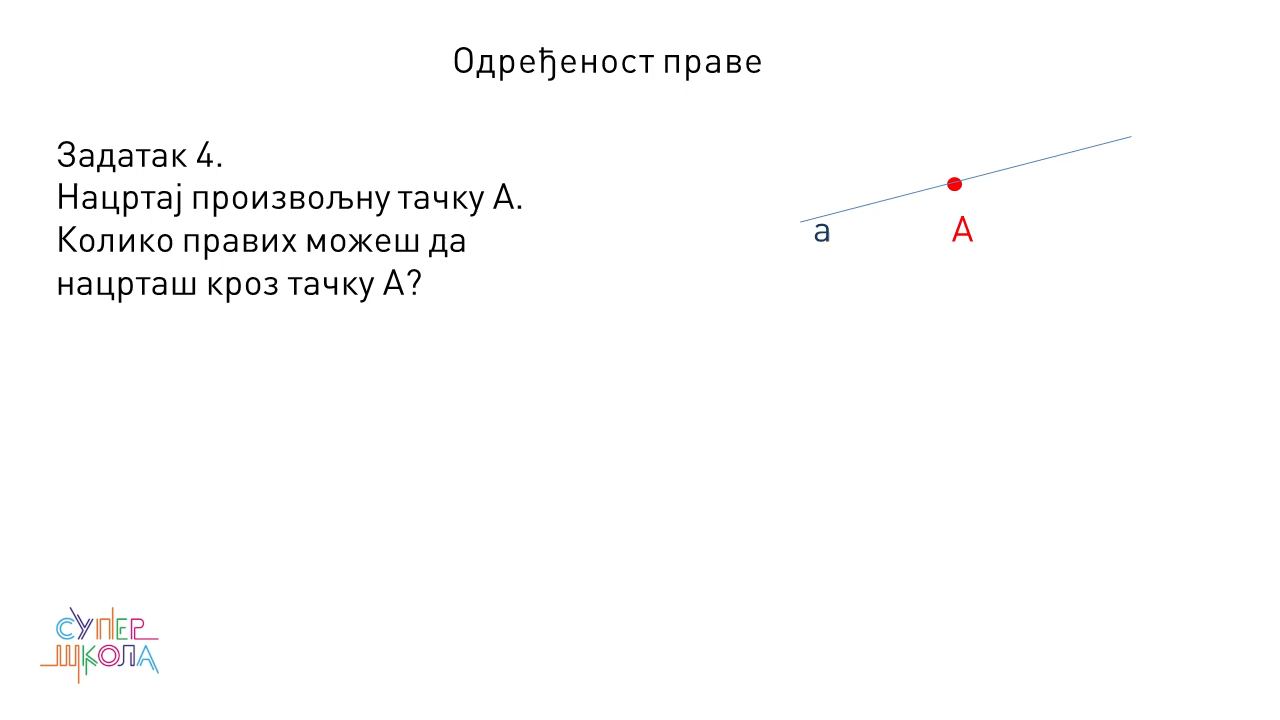 Одређеност праве
Задатак 4.
Нацртај произвољну тачку А.
Колико правих можеш да
нацрташ кроз тачку А?
а
А
СУПЕР
ШКОЛА